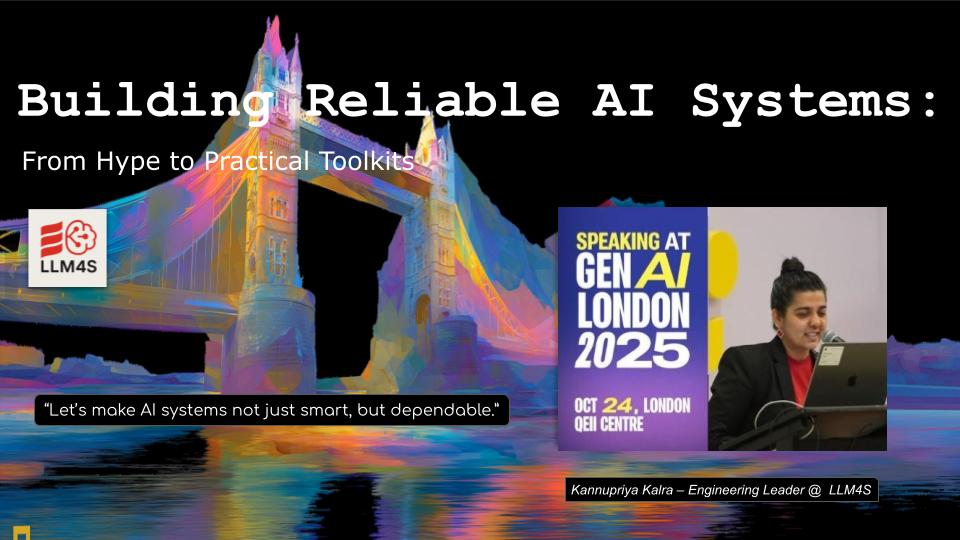 Building Reliable AI Systems:
From Hype to Practical Toolkits
LLM4S
SPEAKING AT
GEN AI
LONDON
2025
OCT 24, LONDON
QEII CENTRE
“Let’s make AI systems not just smart, but dependable.”
Kannupriya Kalra – Engineering Leader @ LLM4S